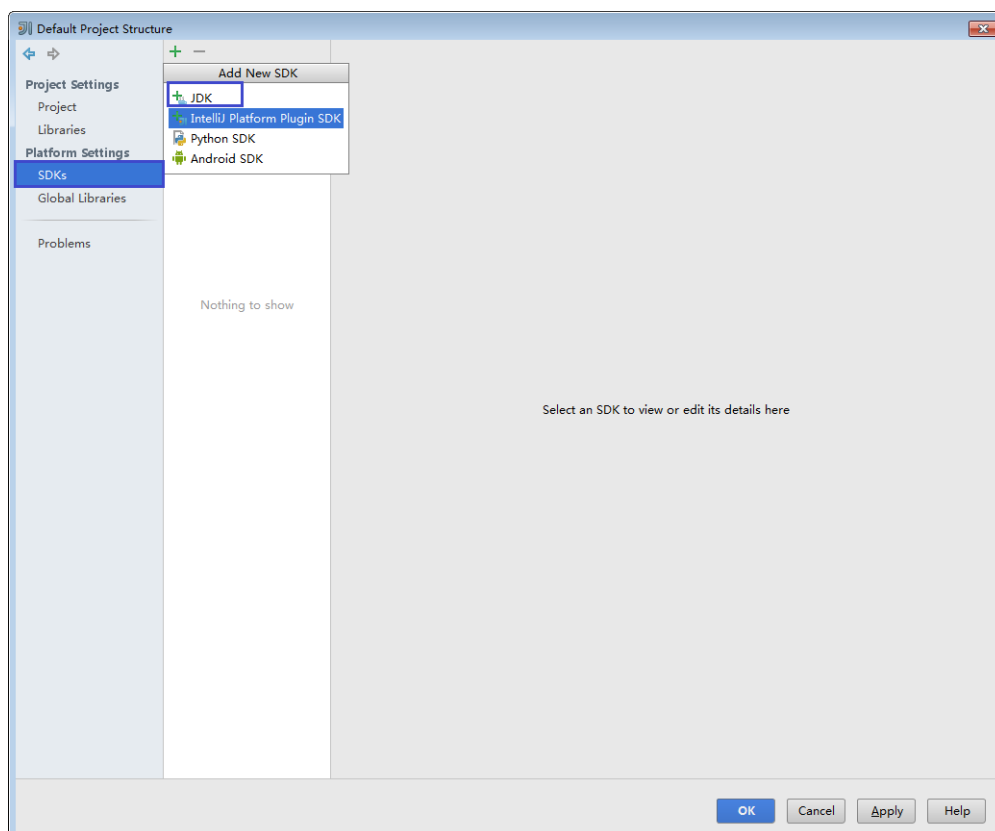 Default Project Structure
Project Settings
Project
Libraries
Platform Settings
SDKs
Global Libraries
Problems
Add New SDK
JDK
IntelliJ Platform Plugin SDK
Python SDK
Android SDK
Nothing to show
Select an SDK to view or edit its details here
OK
Cancel
Apply
Help